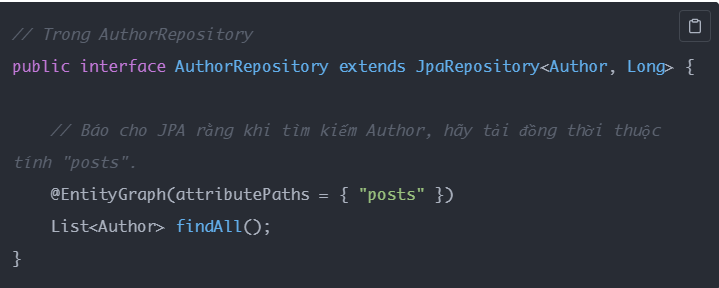 // Trong AuthorRepository
public interface AuthorRepository extends JpaRepository<Author, Long> {
// Báo cho JPA rằng khi tìm kiếm Author, hãy tải đồng thời thuộc
tính "posts".
@EntityGraph(attributePaths = { "posts" })
List<Author> findAll();
}